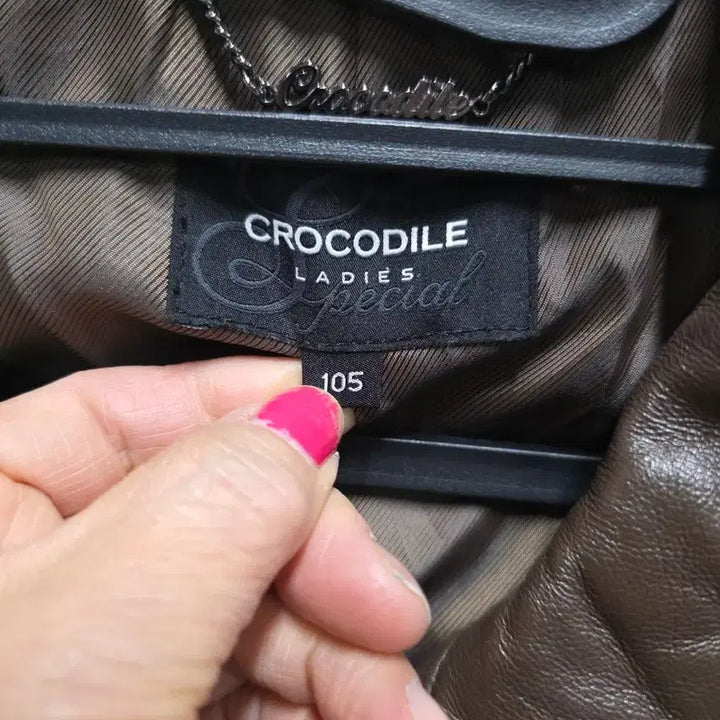 Crocodile
CROCODILE
LADIES
Special
105